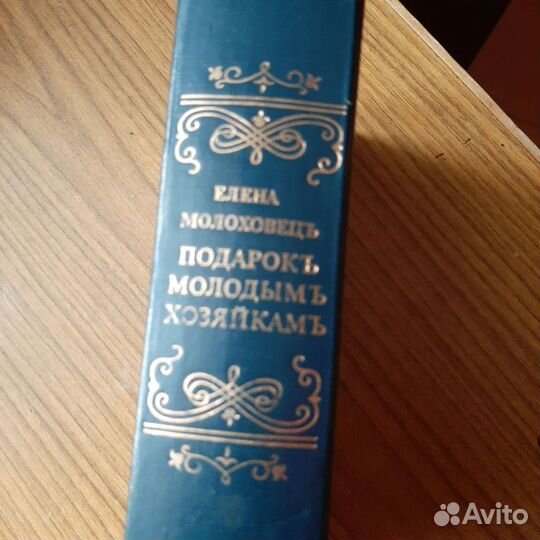 ЕЛЕНА
МОЛОХОВЕЦЪ
ПОДАРОКЪ
МОЛОДЫМЪ
ХОЗЯЙКАМЪ
Avito